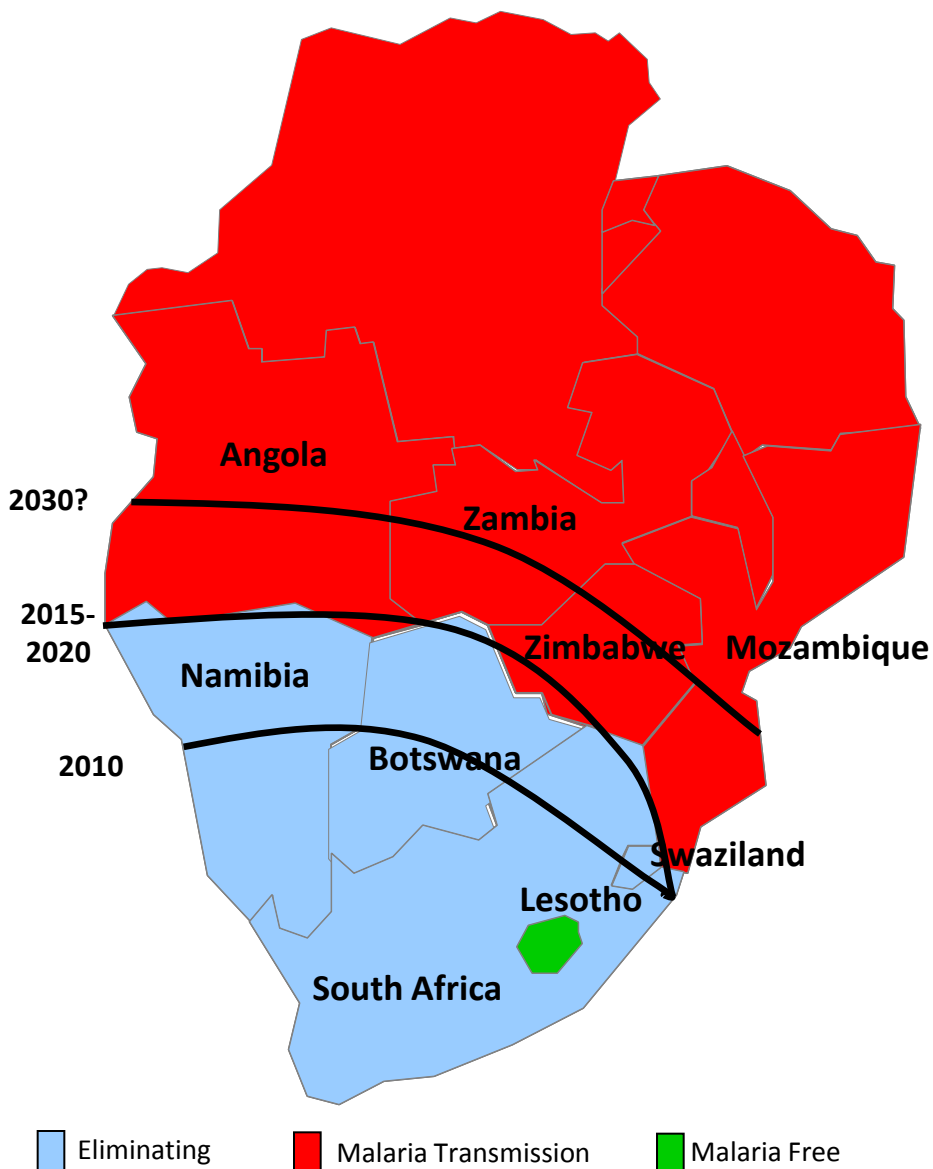 Angola
2030?
Zambia
2015-
2020
Zimbabwe
Mozambique
Namibia
2010
Botswana
Swaziland
Lesotho
South Africa
Eliminating
Malaria Transmission
Malaria Free